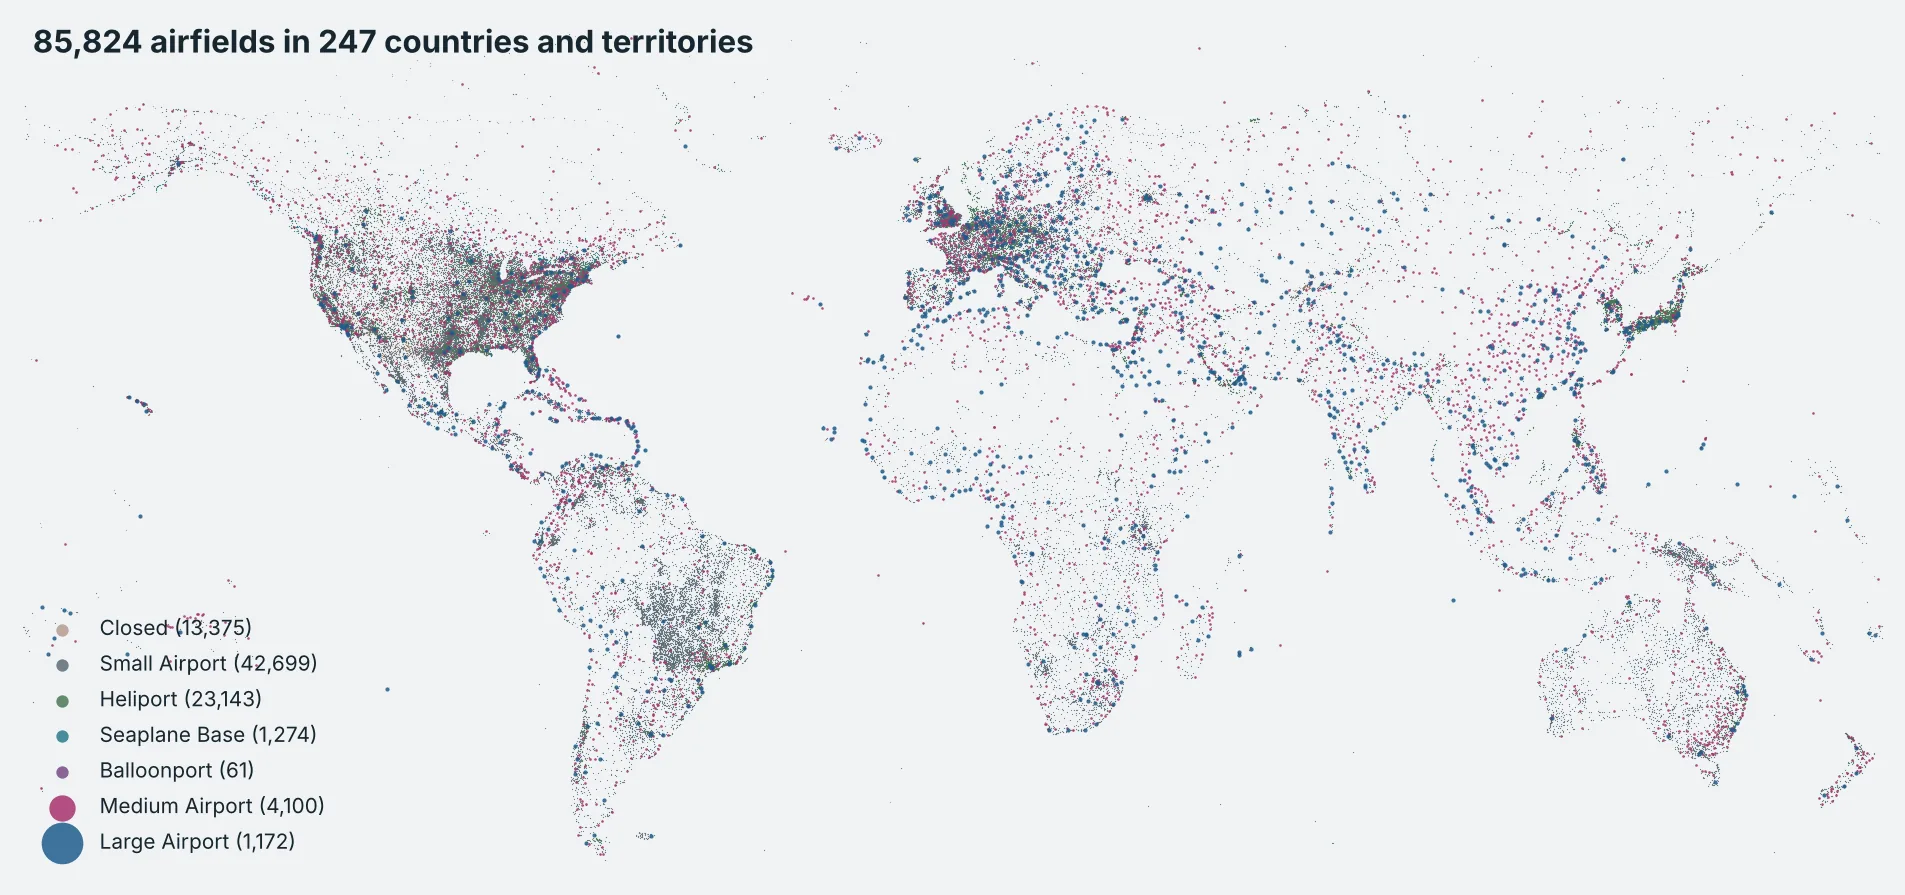 85,824 airfields in 247 countries and territories
Closed (13,375)
Small Airport (42,699)
Heliport (23,143)
Seaplane Base (1,274)
Balloonport (61)
Medium Airport (4,100)
Large Airport (1,172)